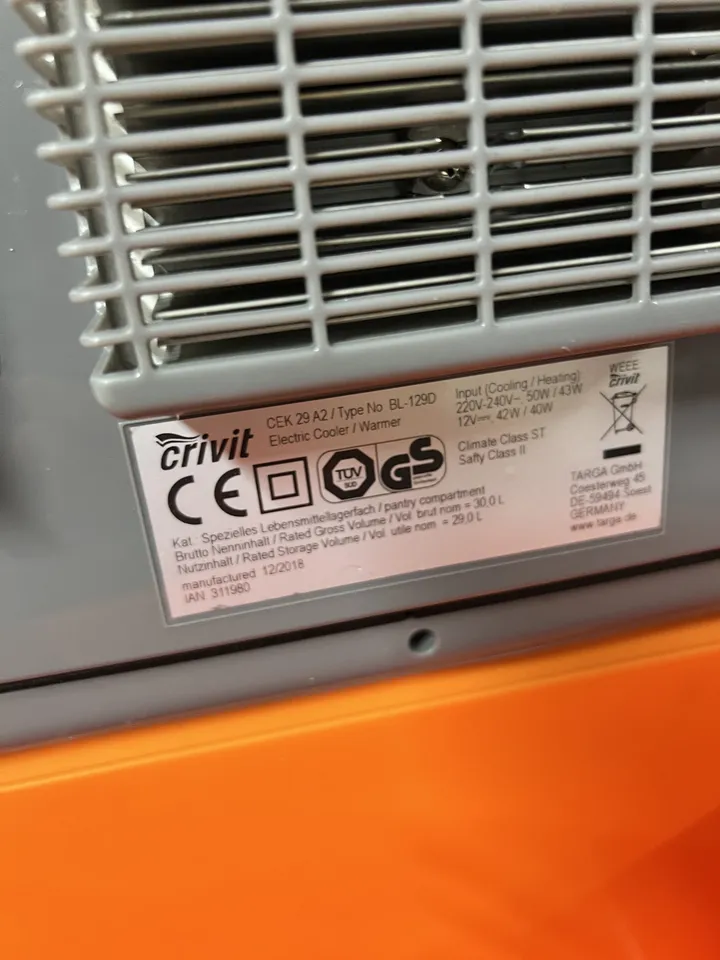 crivit
CEK 29 A2 / Type No BL-129D
Electric Cooler / Warmer
Input (Cooling / Heating)
220V-240V~, 50W / 43W
12V⎓, 42W / 40W
Climate Class ST
Safty Class II
CE
TÜV
SÜD
GS
WEEE
crivit
TARGA GmbH
Coesterweg 45
DE 59494 Soest
GERMANY
www.targa.de
Kat. Spezielles Lebensmittellagerfach / pantry compartment
Brutto Nenninhalt / Rated Gross Volume / Vol. brut nom = 30,0 L
Nutzinhalt / Rated Storage Volume / Vol. utile nom. = 29,0 L
manufactured 12/2018
IAN: 311980